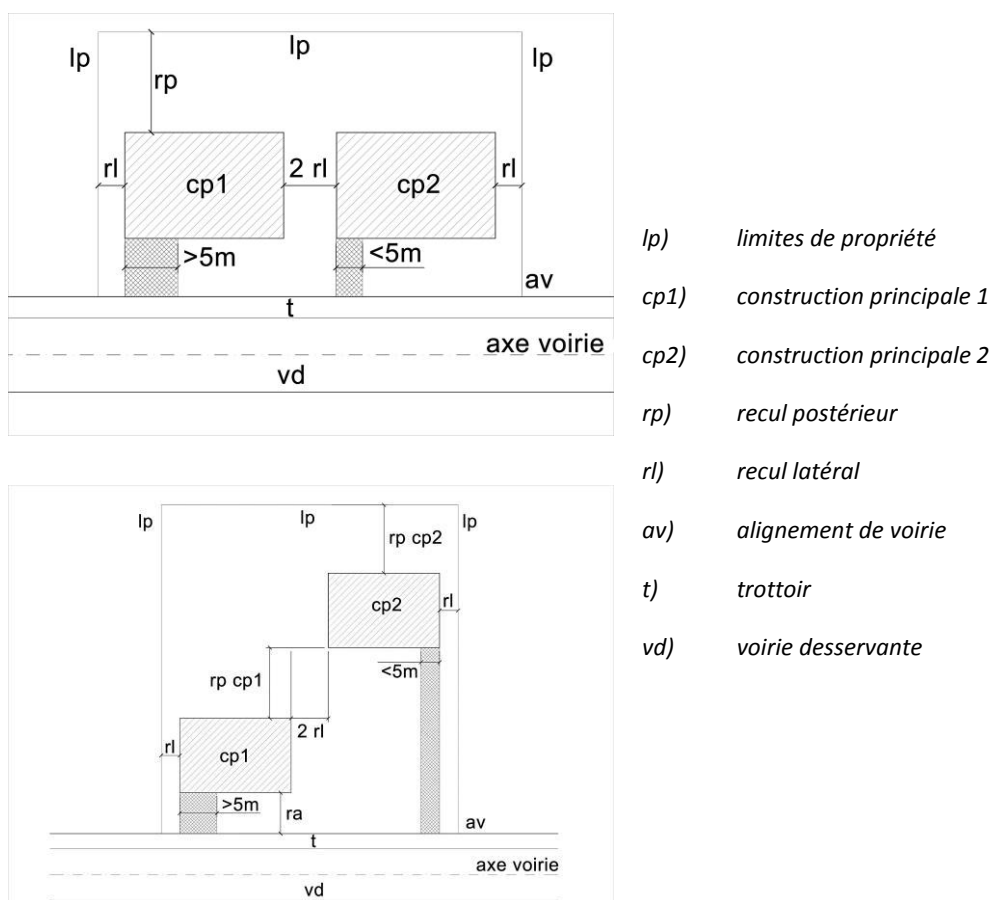 lp
lp
lp
rp
rl
cp1
2 rl
cp2
rl
>5m
<5m
av
t
axe voirie
vd
lp
lp
lp
rp cp2
cp2
rl
rp cp1
<5m
2 rl
rl
cp1
>5m
ra
av
t
axe voirie
vd
lp) limites de propriété
cp1) construction principale 1
cp2) construction principale 2
rp) recul postérieur
rl) recul latéral
av) alignement de voirie
t) trottoir
vd) voirie desservante